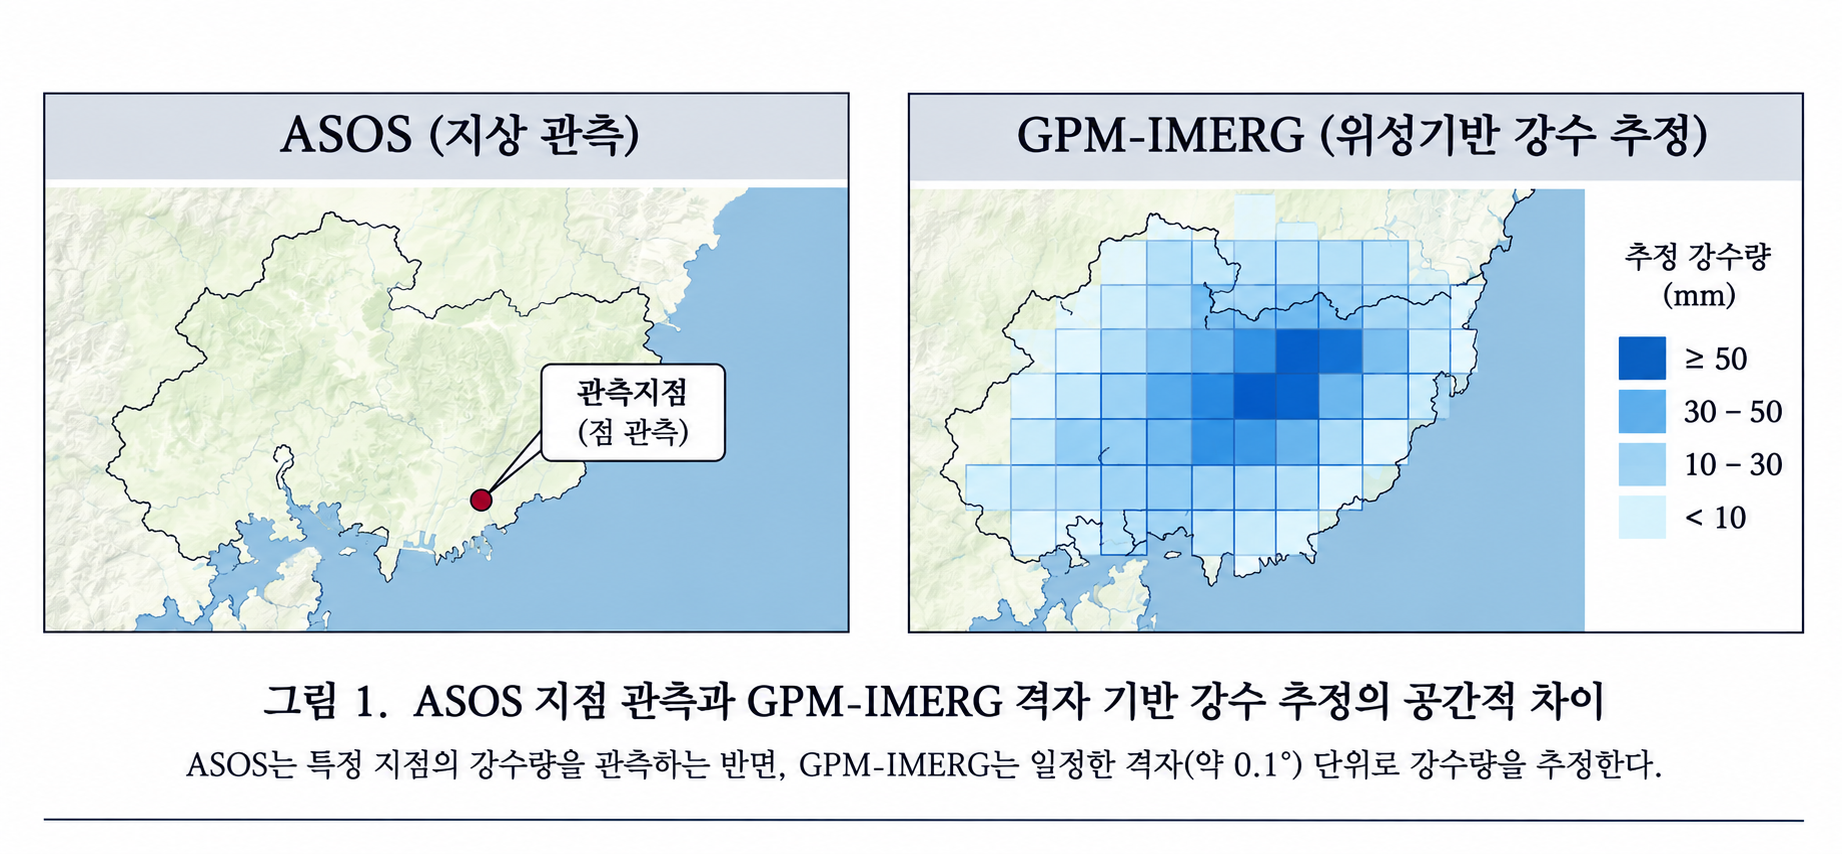 ASOS (지상 관측)
관측지점
(점 관측)
GPM-IMERG (위성기반 강수 추정)
추정 강수량
(mm)
≥ 50
30 – 50
10 – 30
< 10
그림 1. ASOS 지점 관측과 GPM-IMERG 격자 기반 강수 추정의 공간적 차이
ASOS는 특정 지점의 강수량을 관측하는 반면, GPM-IMERG는 일정한 격자(약 0.1°) 단위로 강수량을 추정한다.